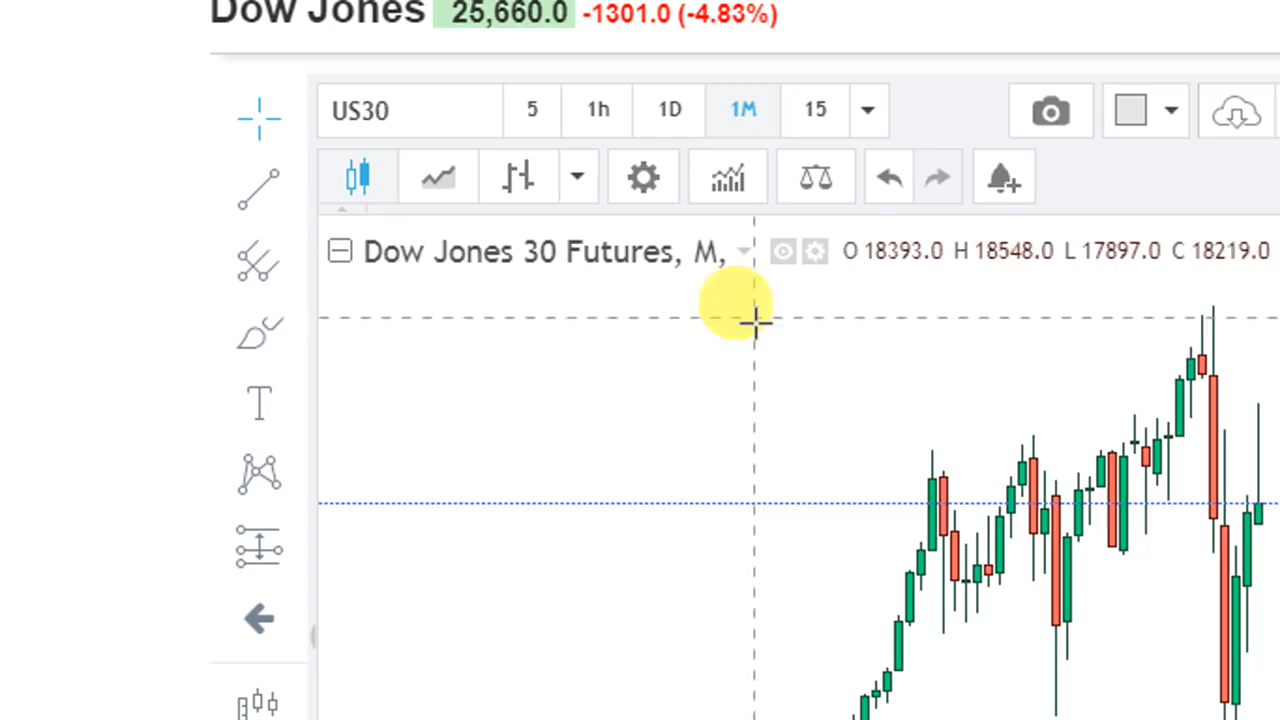 Dow Jones 25,660.0 -1301.0 (-4.83%)
US30 5 1h 1D 1M 15
Dow Jones 30 Futures, M, O 18393.0 H 18548.0 L 17897.0 C 18219.0
T